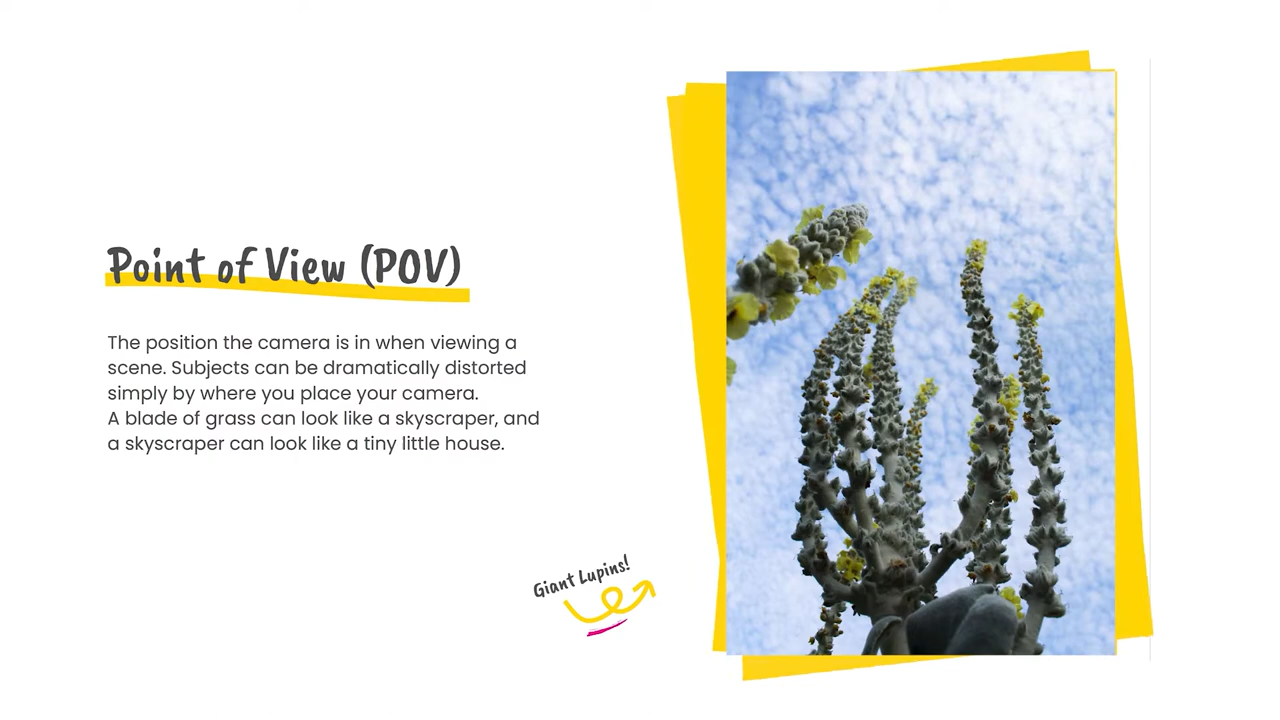 Point of View (POV)
The position the camera is in when viewing a
scene. Subjects can be dramatically distorted
simply by where you place your camera.
A blade of grass can look like a skyscraper, and
a skyscraper can look like a tiny little house.
Giant Lupins!